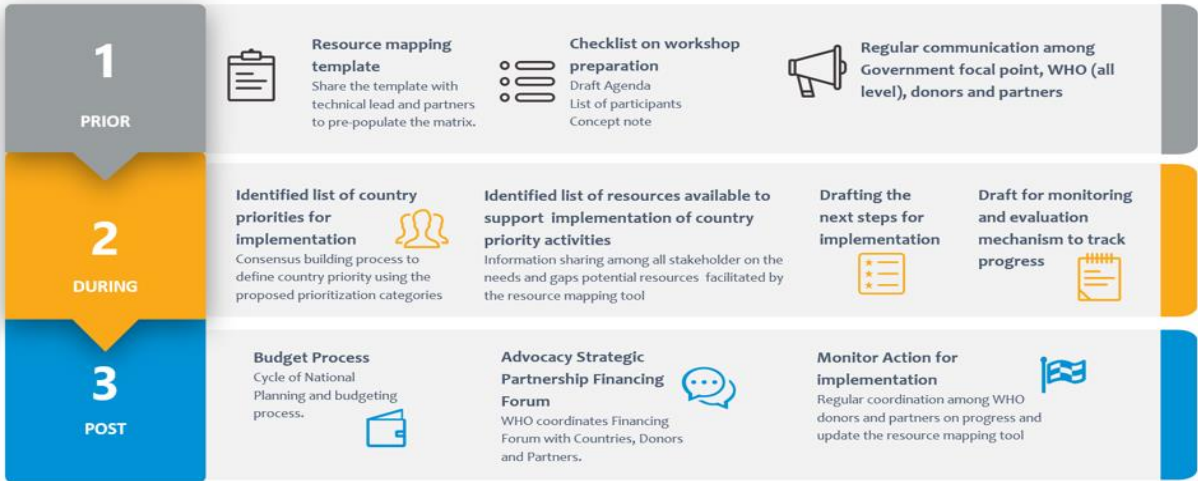 1
PRIOR
Resource mapping
template
Share the template with
technical lead and partners
to pre-populate the matrix.
Checklist on workshop
preparation
Draft Agenda
List of participants
Concept note
Regular communication among
Government focal point, WHO (all
level), donors and partners
2
DURING
Identified list of country
priorities for
implementation
Consensus building process to
define country priority using the
proposed prioritization categories
Identified list of resources available to
support implementation of country
priority activities
Information sharing among all stakeholder on the
needs and gaps potential resources facilitated by
the resource mapping tool
Drafting the
next steps for
implementation
Draft for monitoring
and evaluation
mechanism to track
progress
3
POST
Budget Process
Cycle of National
Planning and budgeting
process.
Advocacy Strategic
Partnership Financing
Forum
WHO coordinates Financing
Forum with Countries, Donors
and Partners.
Monitor Action for
implementation
Regular coordination among WHO
donors and partners on progress and
update the resource mapping tool